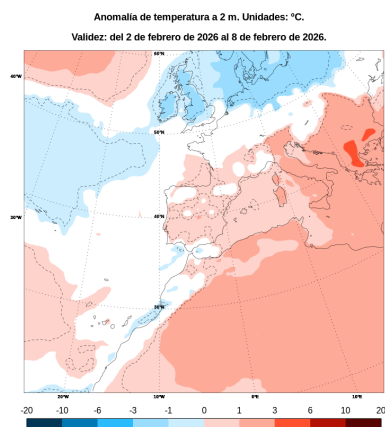 Anomalía de temperatura a 2 m. Unidades: ºC.
Validez: del 2 de febrero de 2026 al 8 de febrero de 2026.
60°N
40°W
50°N
30°W
40°N
30°N
20°W
10°W
0°E
10°E
-20 -10 -6 -3 -1 0 1 3 6 10 20